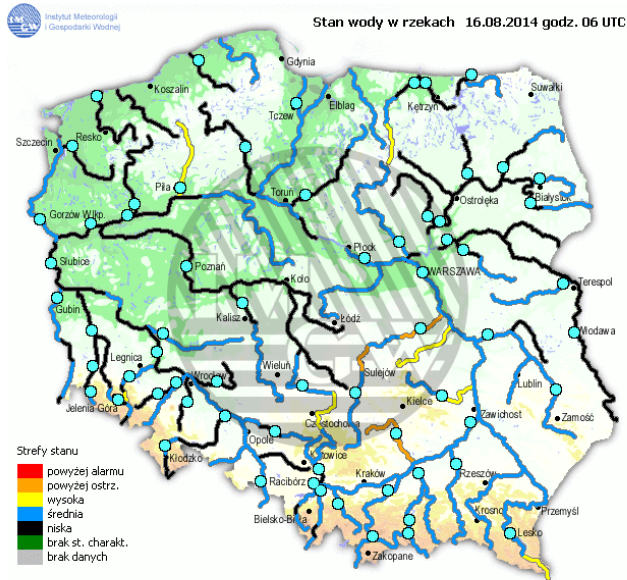 Instytut Meteorologii
i Gospodarki Wodnej
Stan wody w rzekach 16.08.2014 godz. 06 UTC
Gdynia
Koszalin
Suwałki
Elbląg
Kętrzyn
Tczew
Resko
Szczecin
Piła
Toruń
Ostrołęka
Białystok
Gorzów Wlkp.
Płock
Słubice
Poznań
WARSZAWA
Koło
Terespol
Gubin
Kalisz
Łódź
Włodawa
Legnica
Wrocław
Wieluń
Sulejów
Lublin
Jelenia Góra
Kielce
Zawichost
Zamość
Częstochowa
Opole
Kłodzko
Katowice
Racibórz
Kraków
Rzeszów
Bielsko-Biała
Krosno
Przemyśl
Lesko
Zakopane
Strefy stanu
powyżej alarmu
powyżej ostrz.
wysoka
średnia
niska
brak st. charakt.
brak danych